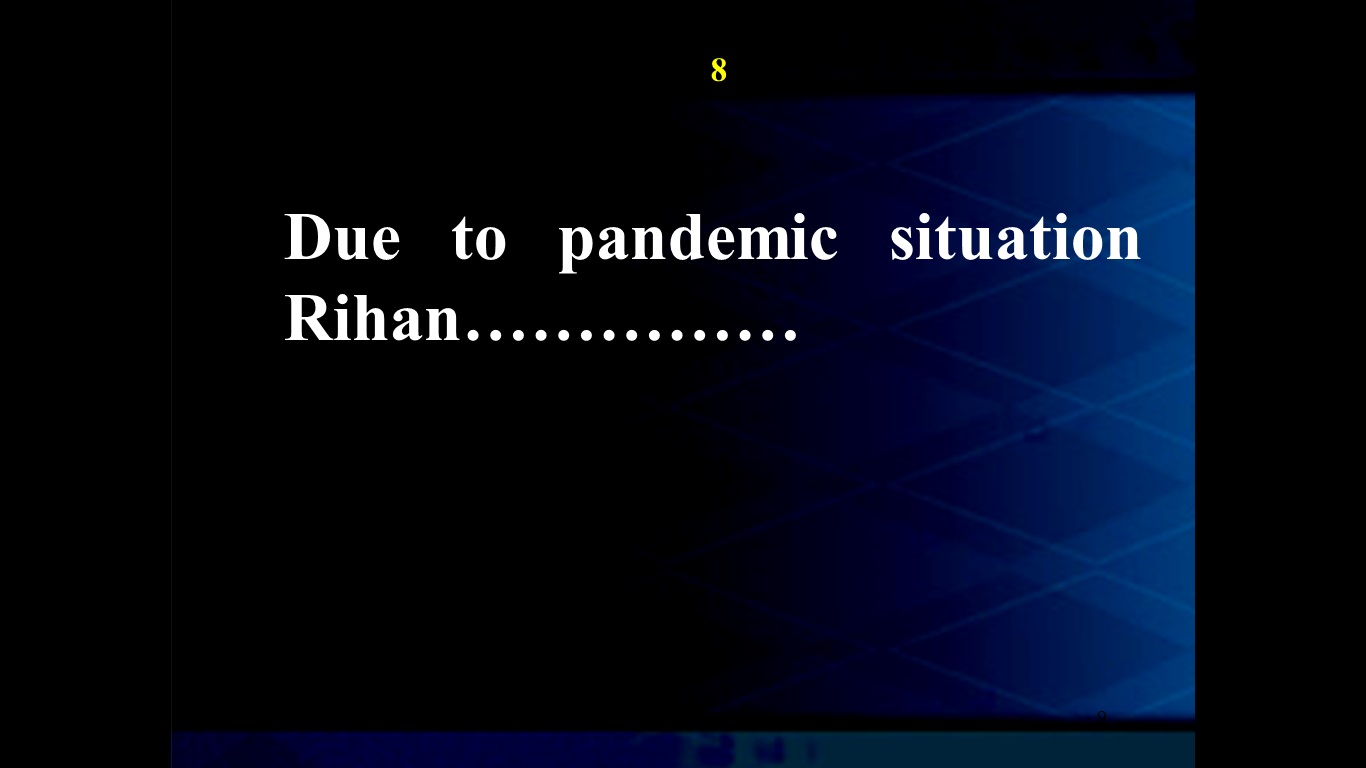 8
Due to pandemic situation
Rihan……………